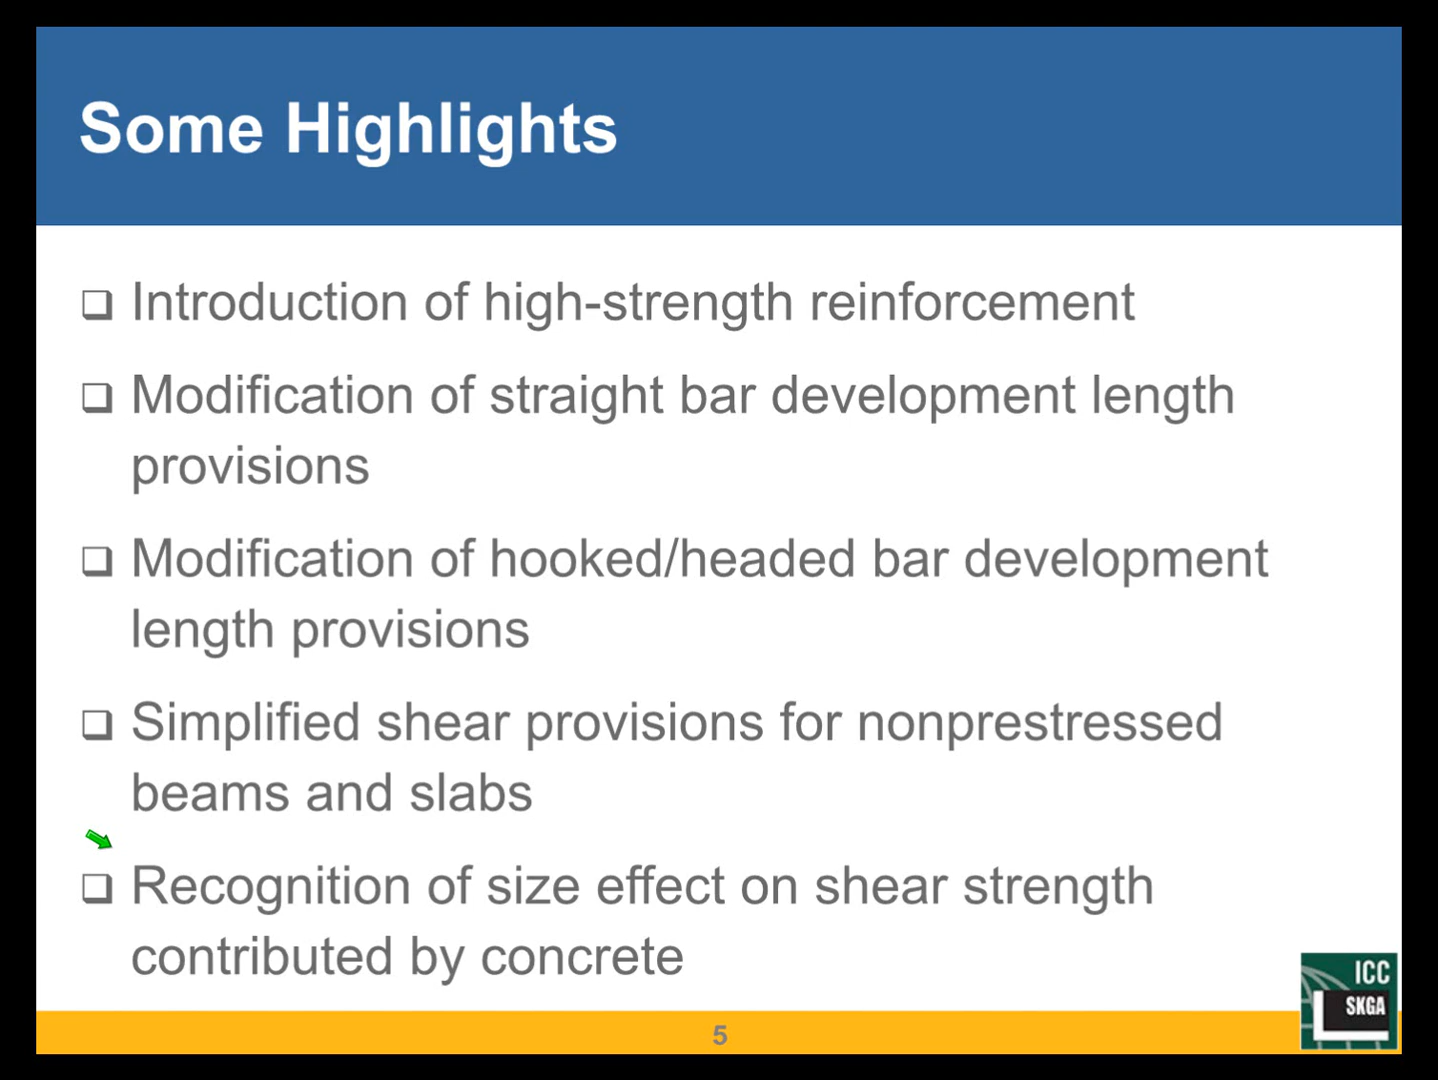 Some Highlights
Introduction of high-strength reinforcement
Modification of straight bar development length
provisions
Modification of hooked/headed bar development
length provisions
Simplified shear provisions for nonprestressed
beams and slabs
Recognition of size effect on shear strength
contributed by concrete
ICC
SKGA
5